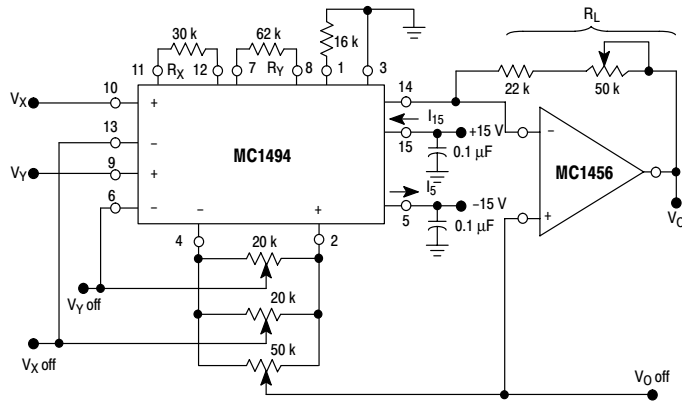 R_L
30 k
62 k
16 k
11 R_X 12 7 R_Y 8 1 3
22 k 50 k
14
V_X 10 +
I_15
13 −
15 +15 V
MC1494
0.1 µF
−
MC1456
V_Y 9 +
6 −
I_5
−15 V
5
0.1 µF
+
V_O
− +
4 20 k 2
V_Y off
20 k
V_X off
50 k
V_O off